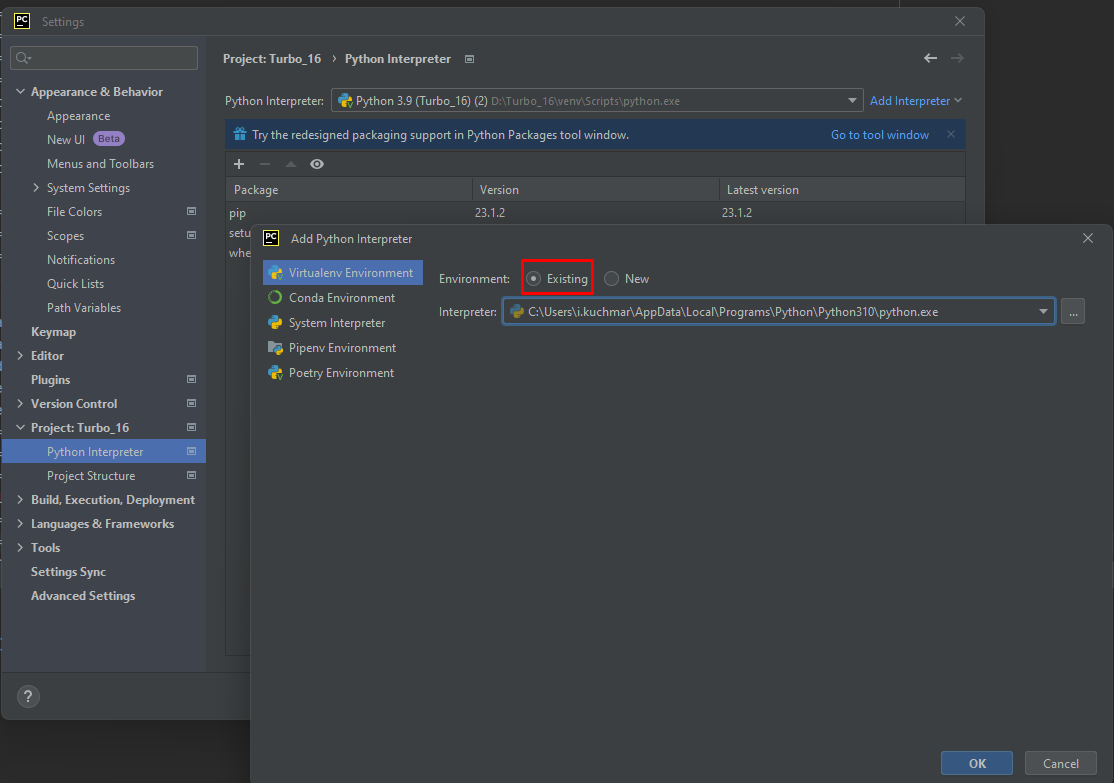 PC Settings
Project: Turbo_16 › Python Interpreter
Appearance & Behavior
Appearance
New UI Beta
Menus and Toolbars
System Settings
File Colors
Scopes
Notifications
Quick Lists
Path Variables
Keymap
Editor
Plugins
Version Control
Project: Turbo_16
Python Interpreter
Project Structure
Build, Execution, Deployment
Languages & Frameworks
Tools
Settings Sync
Advanced Settings
?
Python Interpreter: Python 3.9 (Turbo_16) (2) D:\Turbo_16\venv\Scripts\python.exe Add Interpreter
Try the redesigned packaging support in Python Packages tool window. Go to tool window
Package Version Latest version
pip 23.1.2 23.1.2
setu
whe
PC Add Python Interpreter
Virtualenv Environment
Conda Environment
System Interpreter
Pipenv Environment
Poetry Environment
Environment: Existing New
Interpreter: C:\Users\i.kuchmar\AppData\Local\Programs\Python\Python310\python.exe ...
OK Cancel